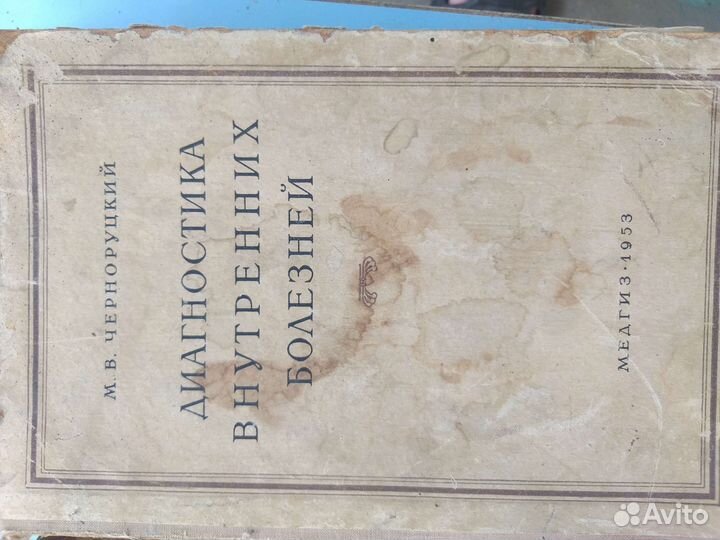 М. В. ЧЕРНОРУЦКИЙ
ДИАГНОСТИКА
ВНУТРЕННИХ
БОЛЕЗНЕЙ
МЕДГИЗ · 1953
Avito